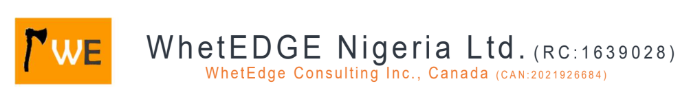 WE
WhetEDGE Nigeria Ltd. (RC:1639028)
WhetEdge Consulting Inc., Canada (CAN:2021926684)